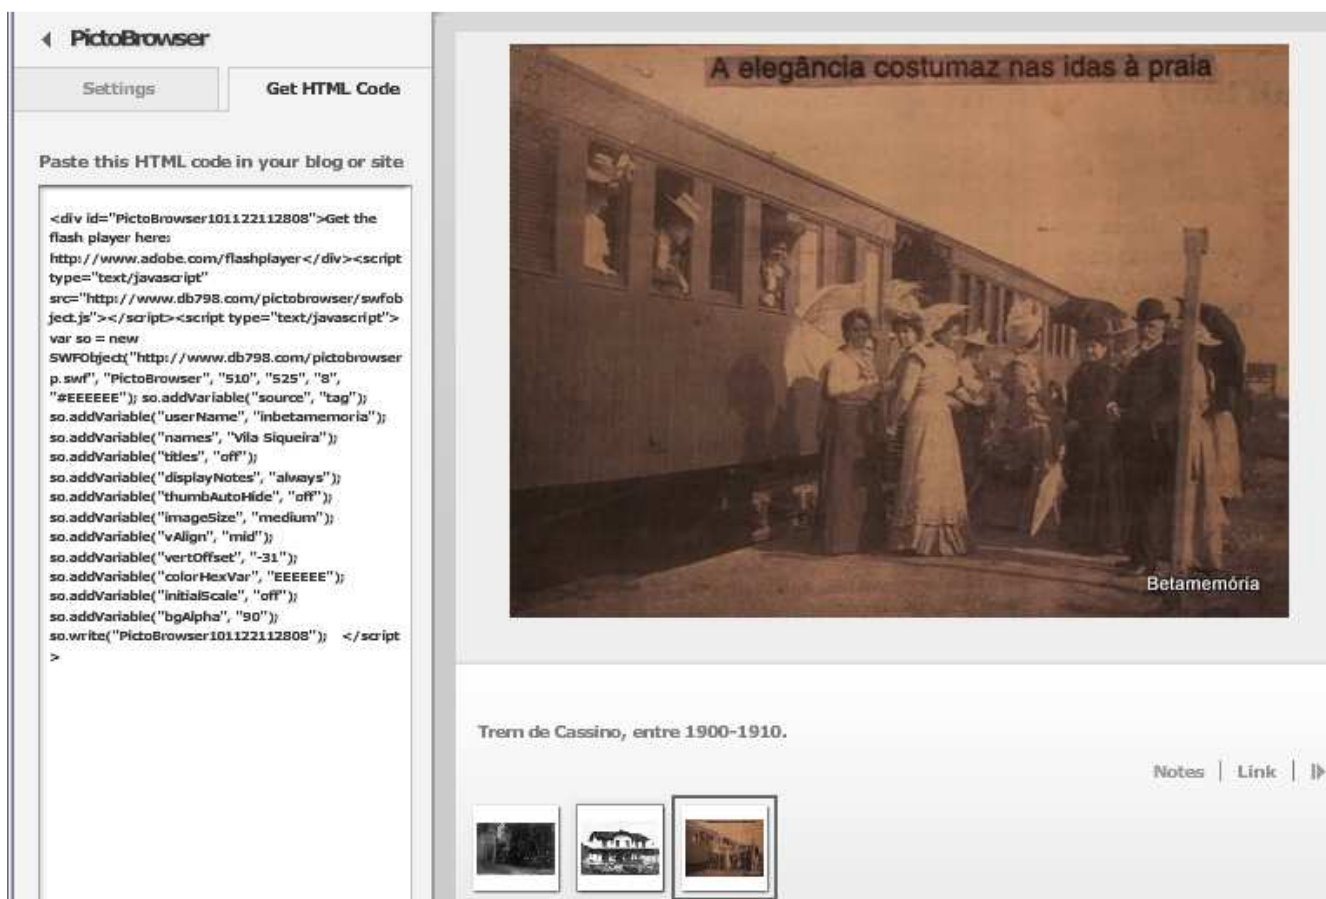 PictoBrowser
Settings
Get HTML Code
Paste this HTML code in your blog or site
<div id="PictoBrowser101122112808">Get the
flash player here:
http://www.adobe.com/flashplayer</div><script
type="text/javascript"
src="http://www.db798.com/pictobrowser/swfob
ject.js"></script><script type="text/javascript">
var so = new
SWFObject("http://www.db798.com/pictobrowser
p.swf", "PictoBrowser", "510", "525", "8",
"#EEEEEE"); so.addVariable("source", "tag");
so.addVariable("userName", "inbetamemoria");
so.addVariable("names", "Vila Siqueira");
so.addVariable("titles", "off");
so.addVariable("displayNotes", "always");
so.addVariable("thumbAutoHide", "off");
so.addVariable("imageSize", "medium");
so.addVariable("vAlign", "mid");
so.addVariable("vertOffset", "-31");
so.addVariable("colorHexVar", "EEEEEE");
so.addVariable("initialScale", "off");
so.addVariable("bgAlpha", "90");
so.write("PictoBrowser101122112808"); </script
>
A elegância costumaz nas idas à praia
Betamemória
Trem de Cassino, entre 1900-1910.
Notes | Link |